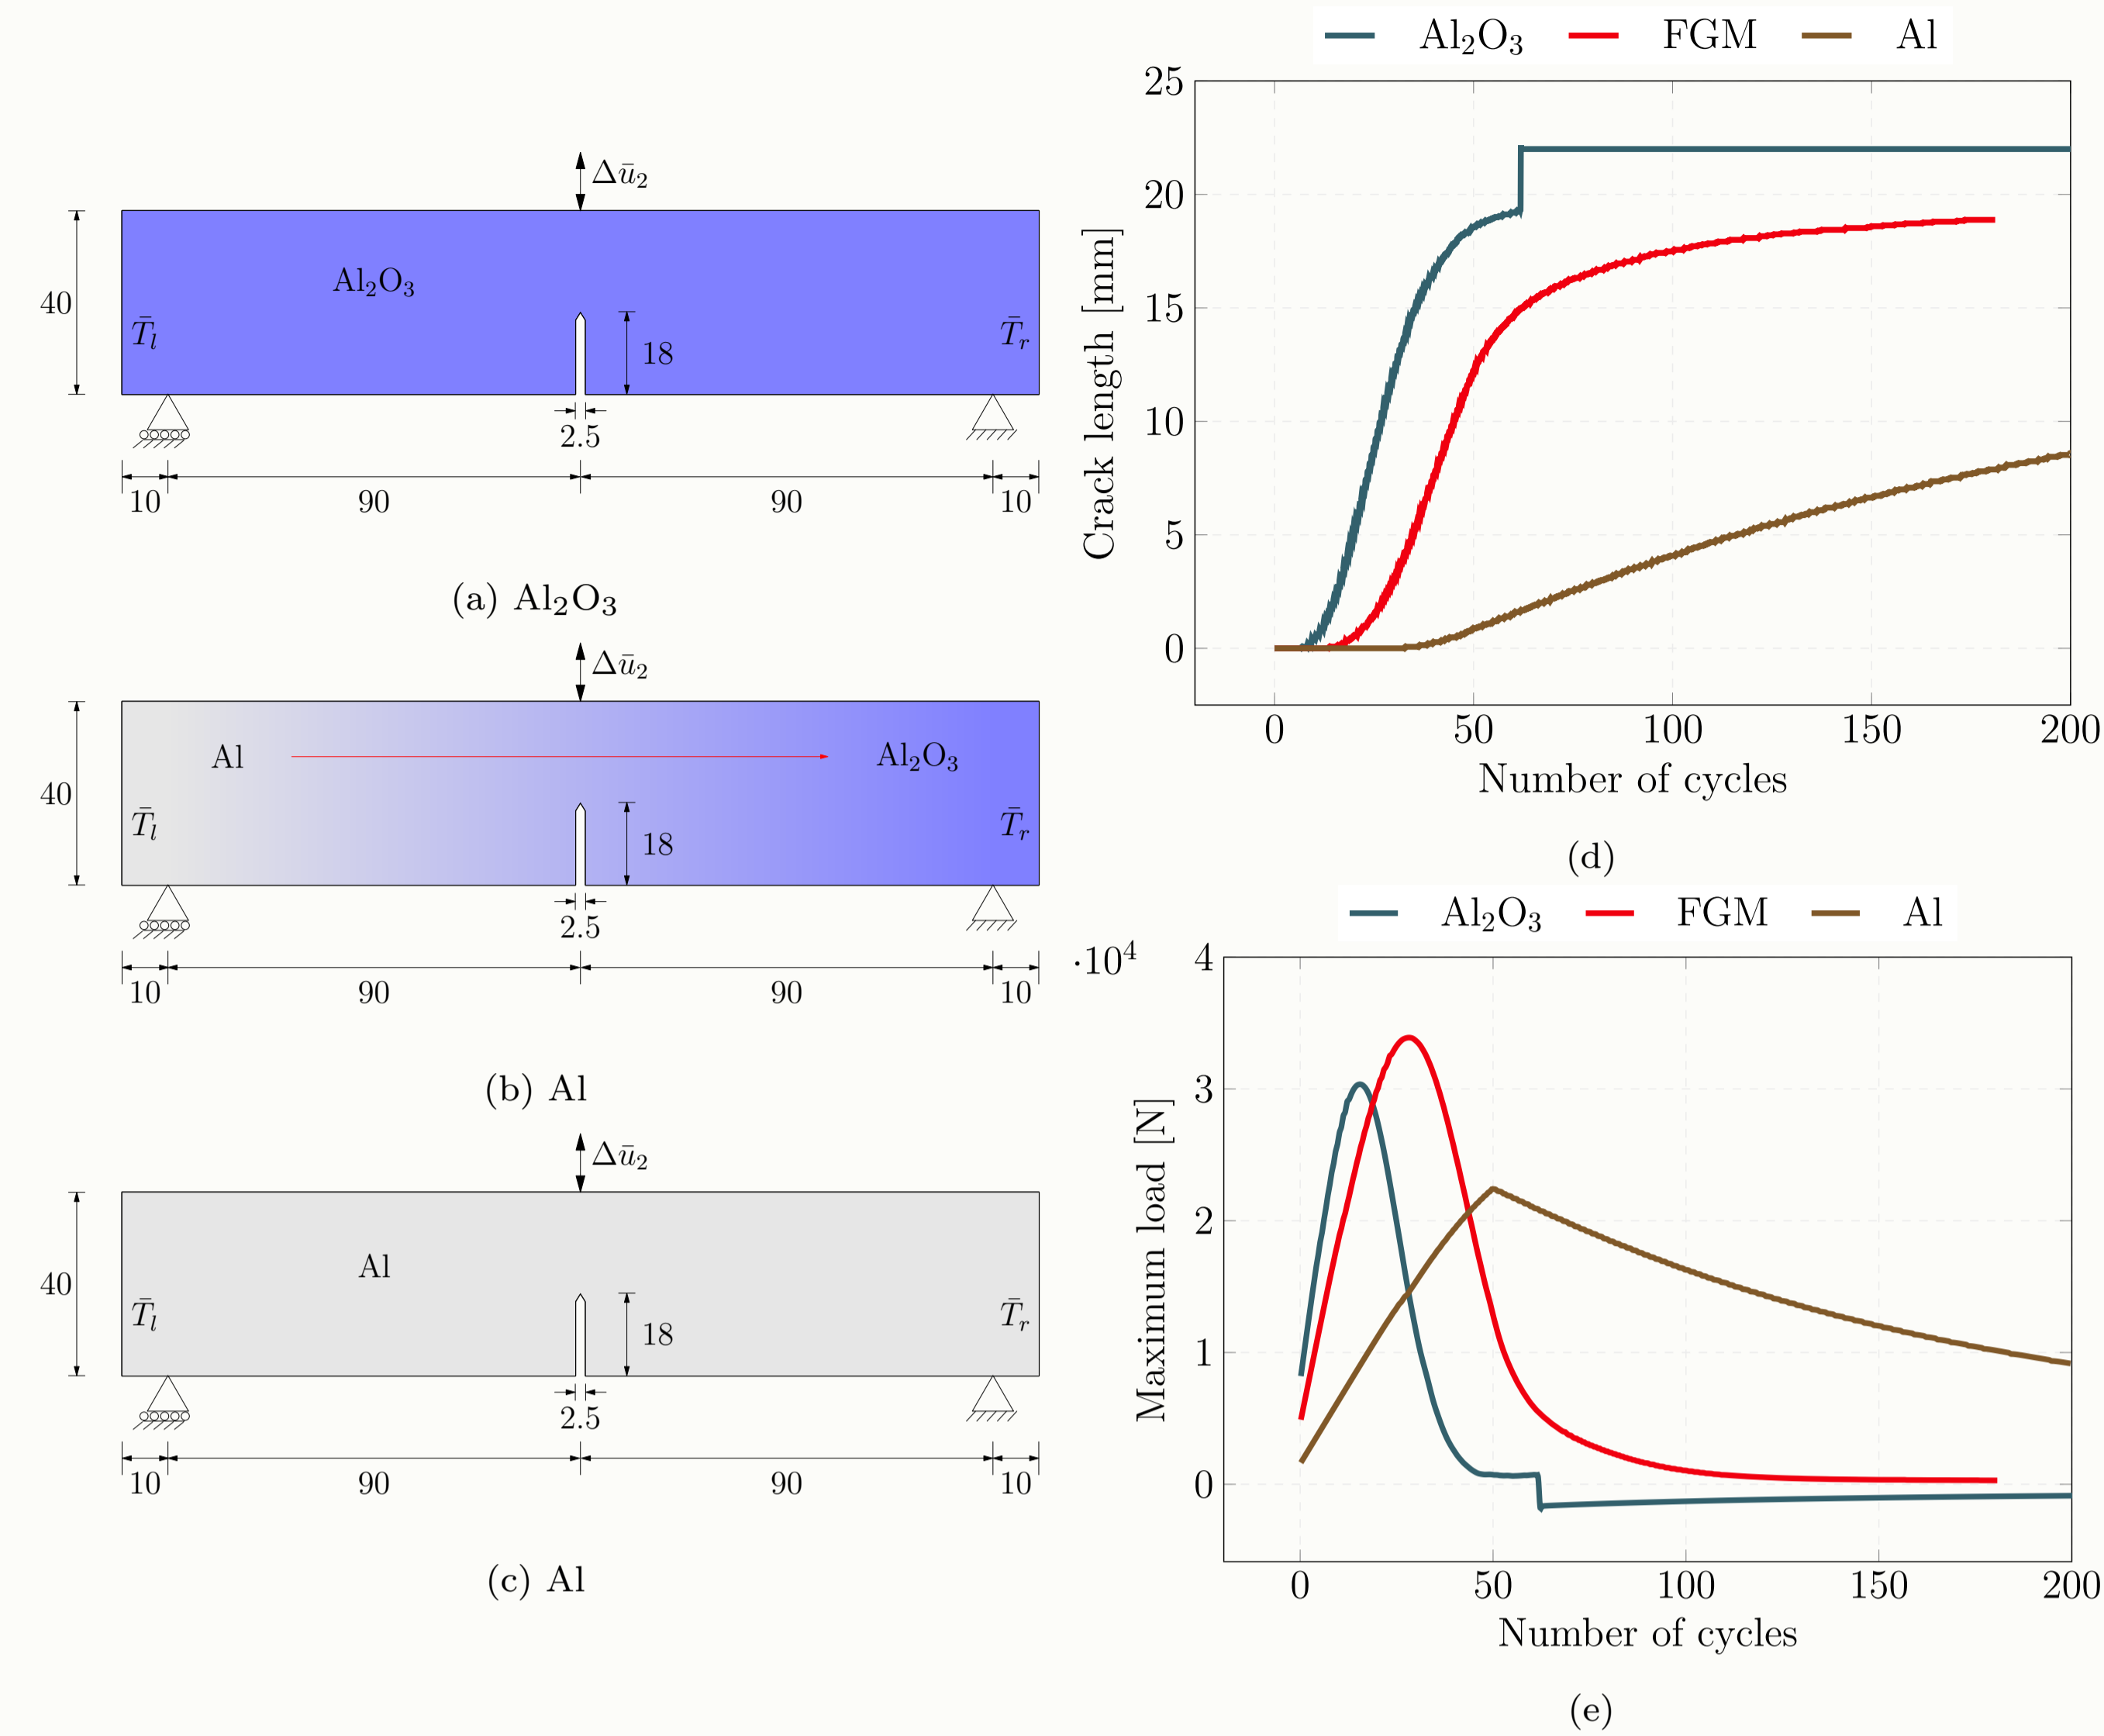 Δū₂
Al₂O₃
40
T̄ₗ
T̄ᵣ
18
2.5
10 90 90 10
(a) Al₂O₃
Δū₂
Al
Al₂O₃
40
T̄ₗ
T̄ᵣ
18
2.5
10 90 90 10
(b) Al
Δū₂
Al
40
T̄ₗ
T̄ᵣ
18
2.5
10 90 90 10
(c) Al
Al₂O₃ FGM Al
25
20
15
10
5
0
Crack length [mm]
0 50 100 150 200
Number of cycles
(d)
Al₂O₃ FGM Al
·10⁴
4
3
2
1
0
Maximum load [N]
0 50 100 150 200
Number of cycles
(e)